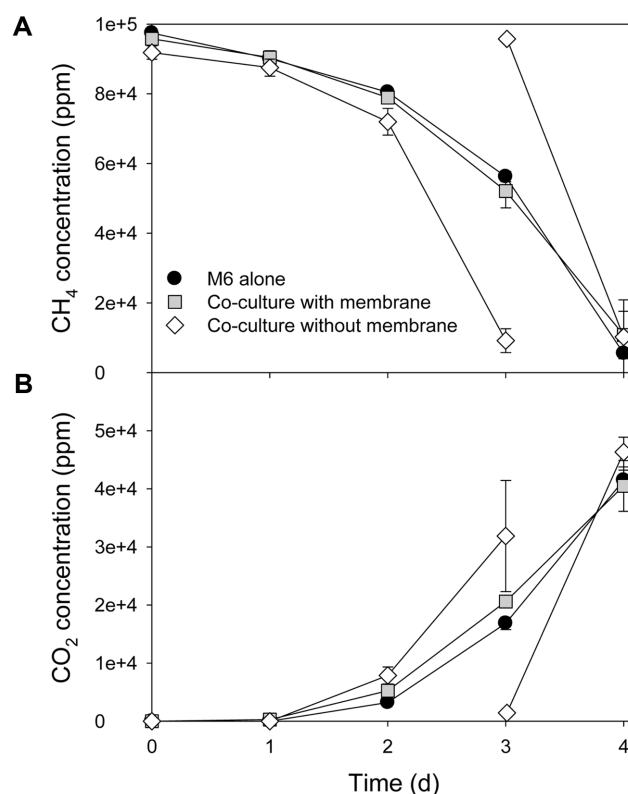 A
CH4 concentration (ppm)
1e+5
8e+4
6e+4
4e+4
2e+4
0
M6 alone
Co-culture with membrane
Co-culture without membrane
B
CO2 concentration (ppm)
5e+4
4e+4
3e+4
2e+4
1e+4
0
0 1 2 3 4
Time (d)